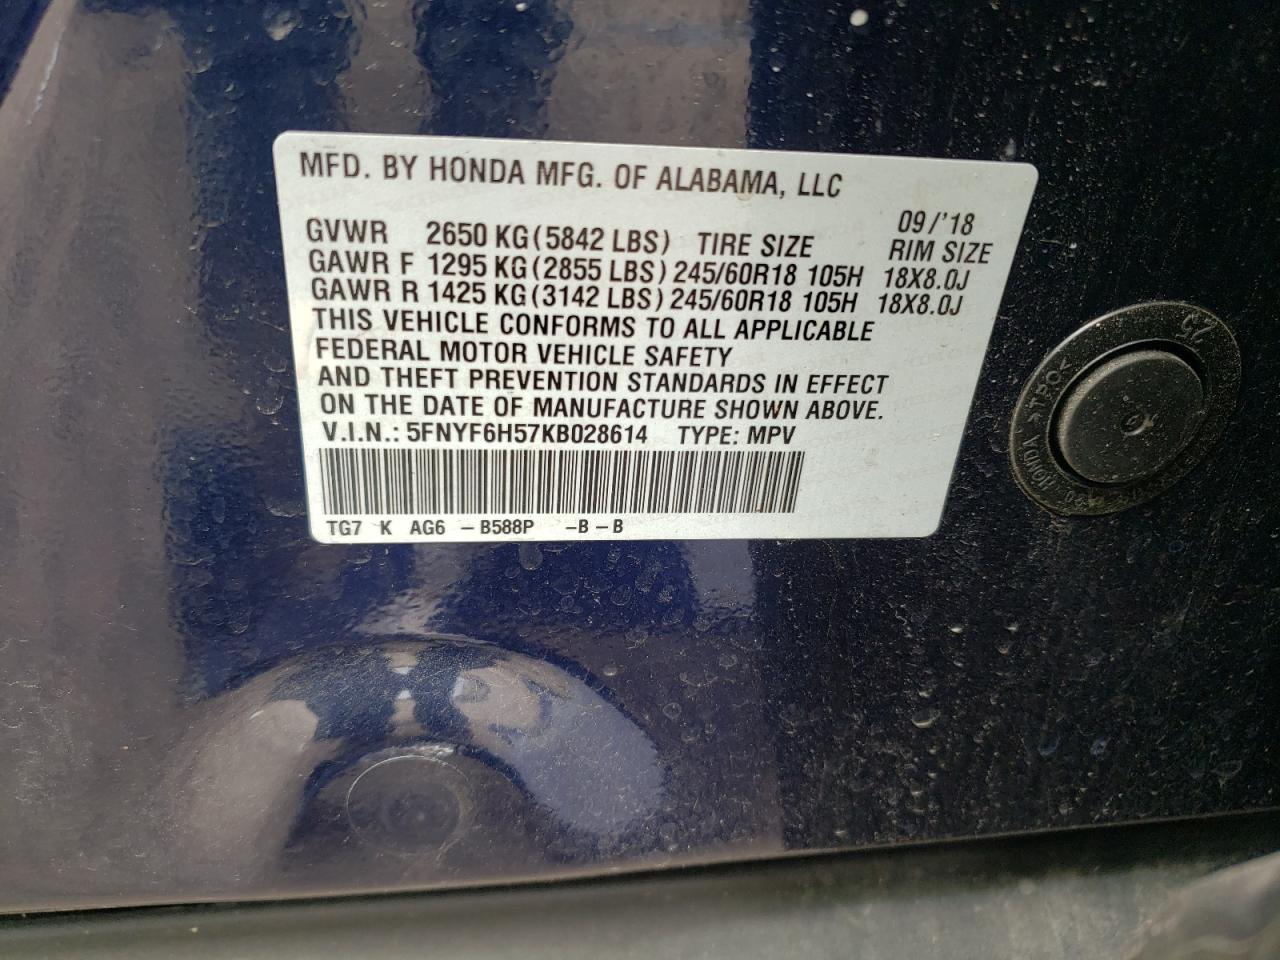 MFD. BY HONDA MFG. OF ALABAMA, LLC
09/'18
GVWR 2650 KG(5842 LBS) TIRE SIZE RIM SIZE
GAWR F 1295 KG(2855 LBS) 245/60R18 105H 18X8.0J
GAWR R 1425 KG(3142 LBS) 245/60R18 105H 18X8.0J
THIS VEHICLE CONFORMS TO ALL APPLICABLE
FEDERAL MOTOR VEHICLE SAFETY
AND THEFT PREVENTION STANDARDS IN EFFECT
ON THE DATE OF MANUFACTURE SHOWN ABOVE.
V.I.N.: 5FNYF6H57KB028614 TYPE: MPV
TG7 K AG6 – B588P –B – B
HONDA